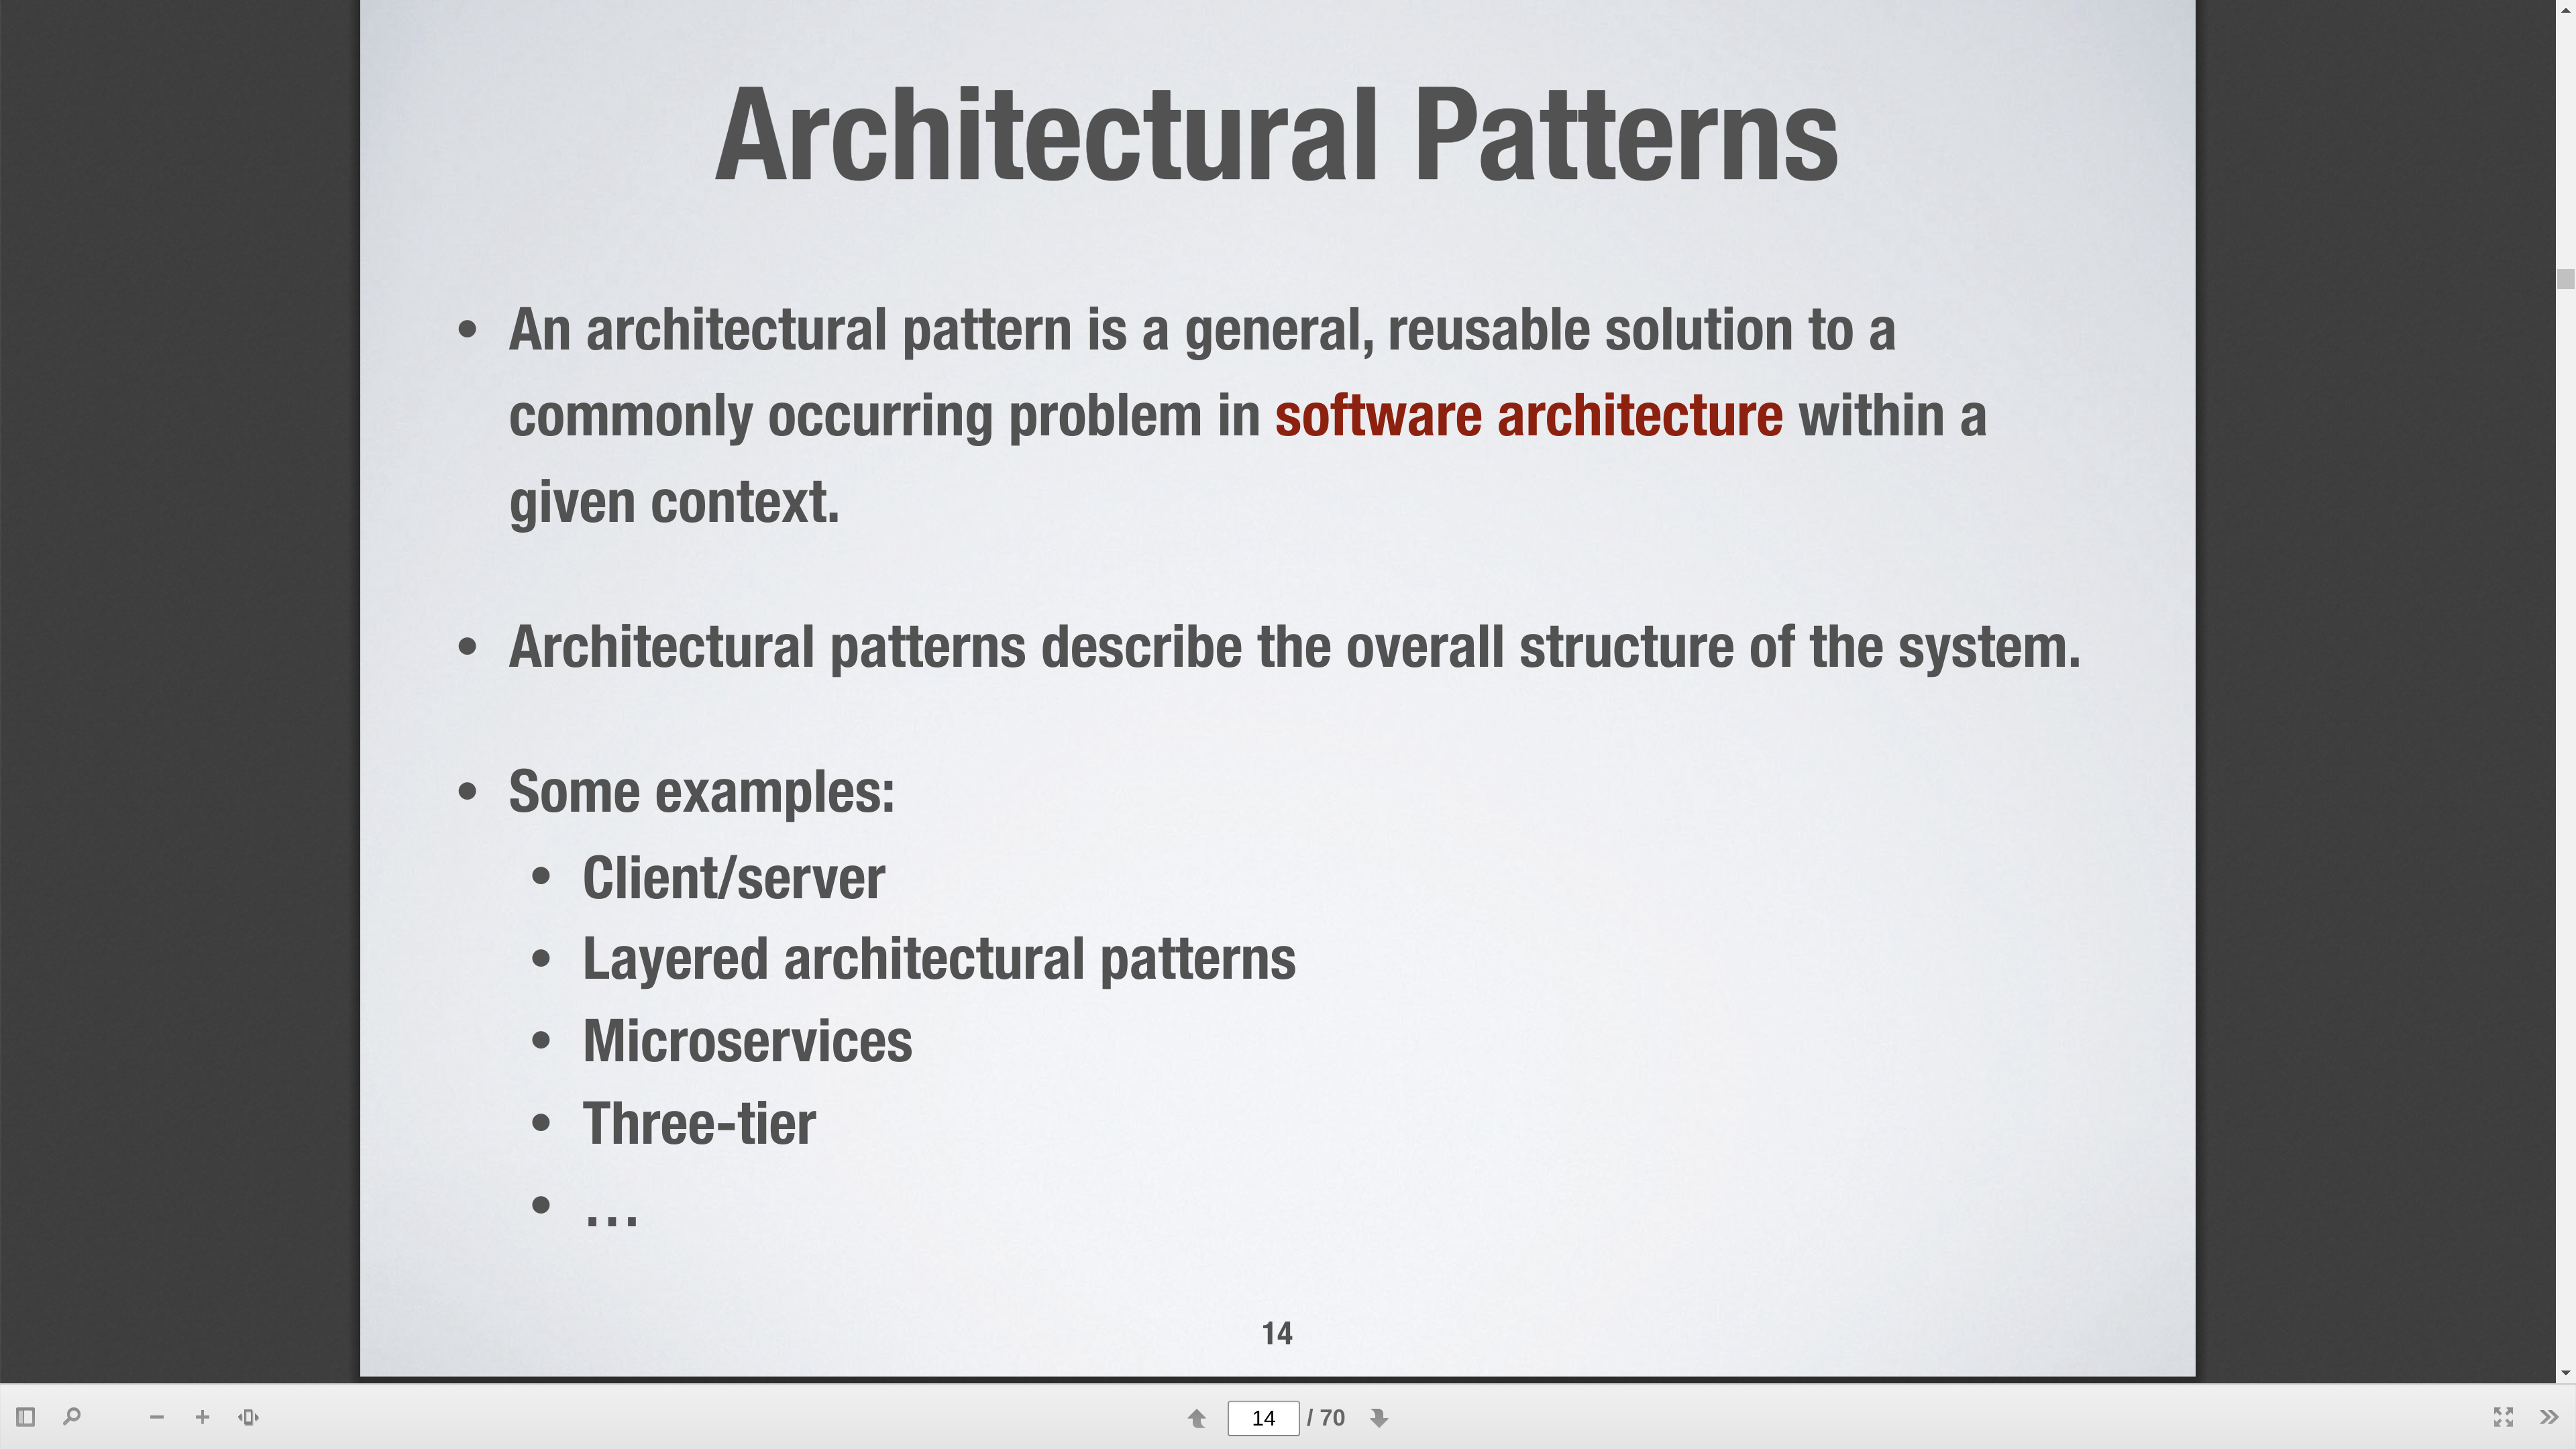 Architectural Patterns
• An architectural pattern is a general, reusable solution to a
commonly occurring problem in software architecture within a
given context.
• Architectural patterns describe the overall structure of the system.
• Some examples:
• Client/server
• Layered architectural patterns
• Microservices
• Three-tier
• …
14
14 / 70